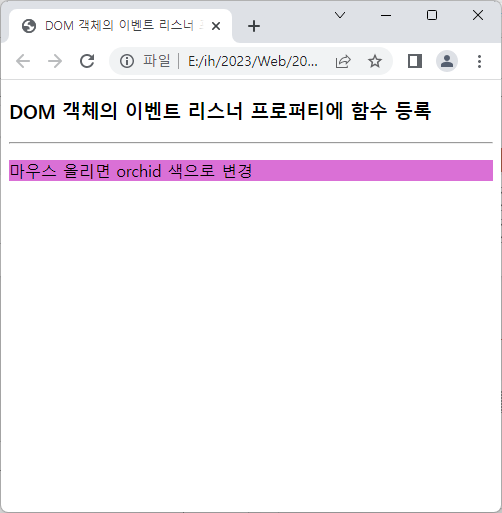 DOM 객체의 이벤트 리스너
파일
E:/ih/2023/Web/20...
DOM 객체의 이벤트 리스너 프로퍼티에 함수 등록
마우스 올리면 orchid 색으로 변경